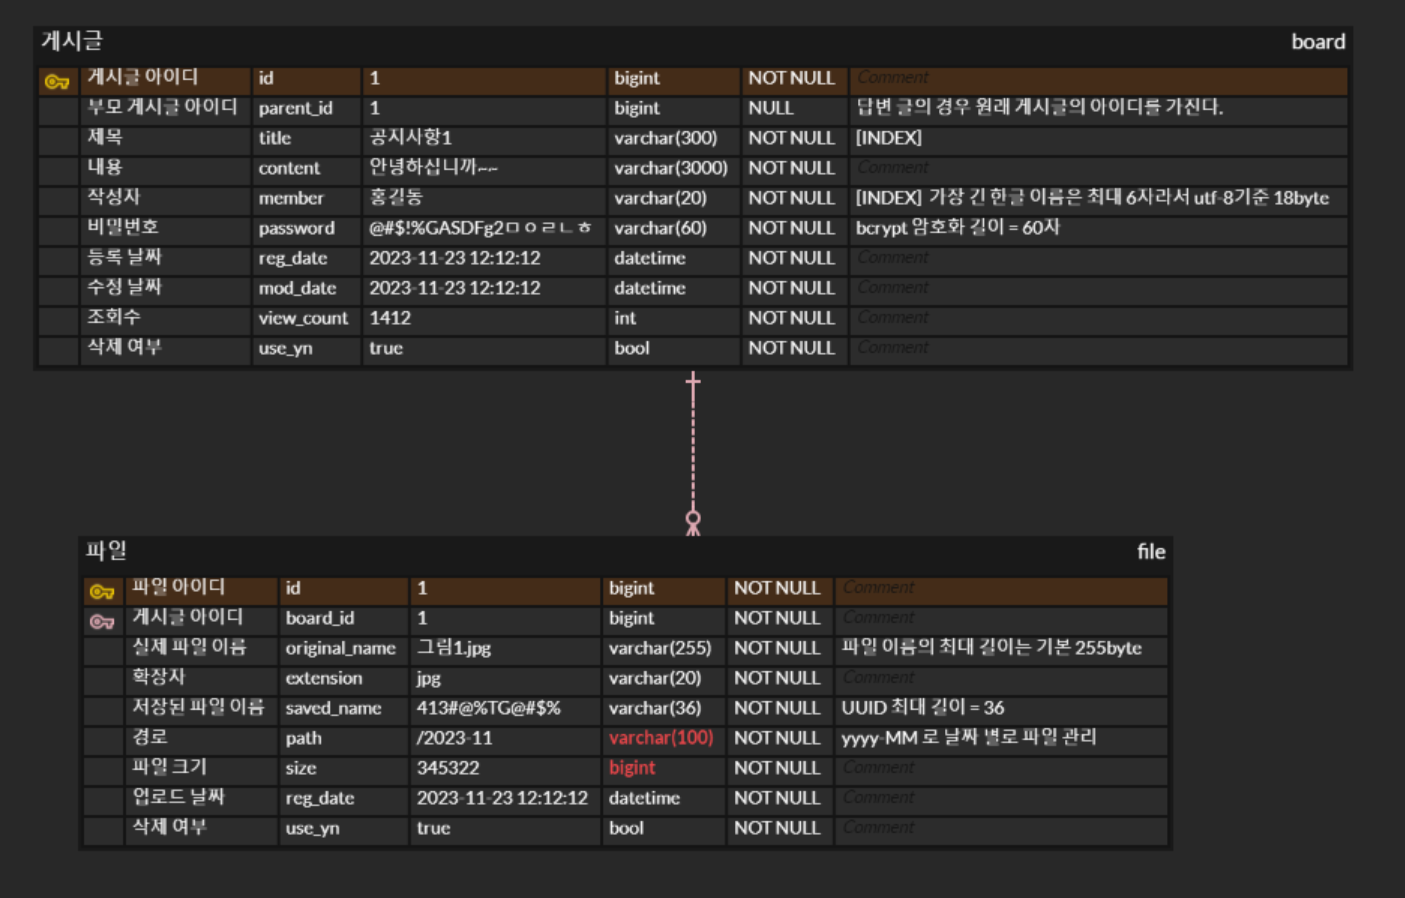 게시글 board
게시글 아이디 id 1 bigint NOT NULL Comment
부모 게시글 아이디 parent_id 1 bigint NULL 답변 글의 경우 원래 게시글의 아이디를 가진다.
제목 title 공지사항1 varchar(300) NOT NULL [INDEX]
내용 content 안녕하십니까~~ varchar(3000) NOT NULL Comment
작성자 member 홍길동 varchar(20) NOT NULL [INDEX] 가장 긴 한글 이름은 최대 6자라서 utf-8기준 18byte
비밀번호 password @#$!%GASDFg2ㅁㅇㄹㄴㅎ varchar(60) NOT NULL bcrypt 암호화 길이 = 60자
등록 날짜 reg_date 2023-11-23 12:12:12 datetime NOT NULL Comment
수정 날짜 mod_date 2023-11-23 12:12:12 datetime NOT NULL Comment
조회수 view_count 1412 int NOT NULL Comment
삭제 여부 use_yn true bool NOT NULL Comment
파일 file
파일 아이디 id 1 bigint NOT NULL Comment
게시글 아이디 board_id 1 bigint NOT NULL Comment
실제 파일 이름 original_name 그림1.jpg varchar(255) NOT NULL 파일 이름의 최대 길이는 기본 255byte
확장자 extension jpg varchar(20) NOT NULL Comment
저장된 파일 이름 saved_name 413#@%TG@#$% varchar(36) NOT NULL UUID 최대 길이 = 36
경로 path /2023-11 varchar(100) NOT NULL yyyy-MM 로 날짜 별로 파일 관리
파일 크기 size 345322 bigint NOT NULL Comment
업로드 날짜 reg_date 2023-11-23 12:12:12 datetime NOT NULL Comment
삭제 여부 use_yn true bool NOT NULL Comment